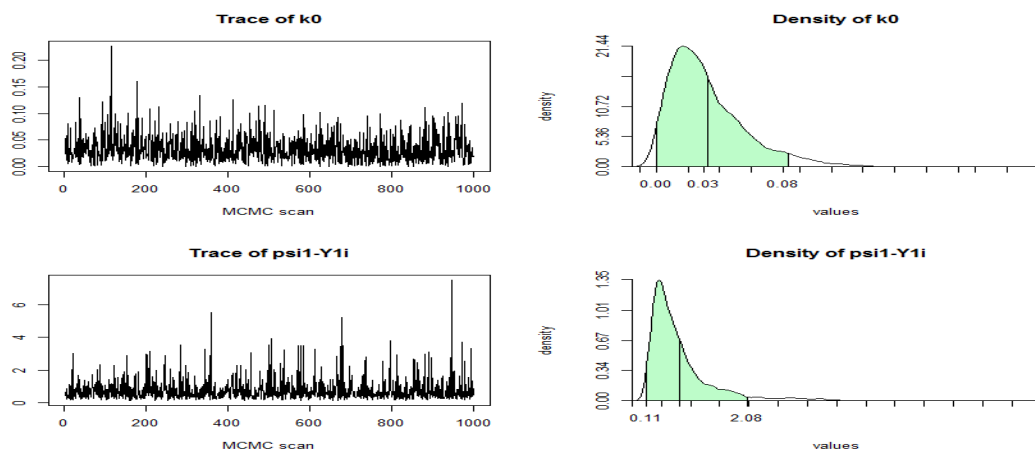 Trace of k0
0.00 0.05 0.10 0.15 0.20
0 200 400 600 800 1000
MCMC scan
Density of k0
density
0.00 5.36 10.72 21.44
0.00 0.03 0.08
values
Trace of psi1-Y1i
0 2 4 6
0 200 400 600 800 1000
MCMC scan
Density of psi1-Y1i
density
0.00 0.34 0.67 1.01 1.35
0.11 2.08
values